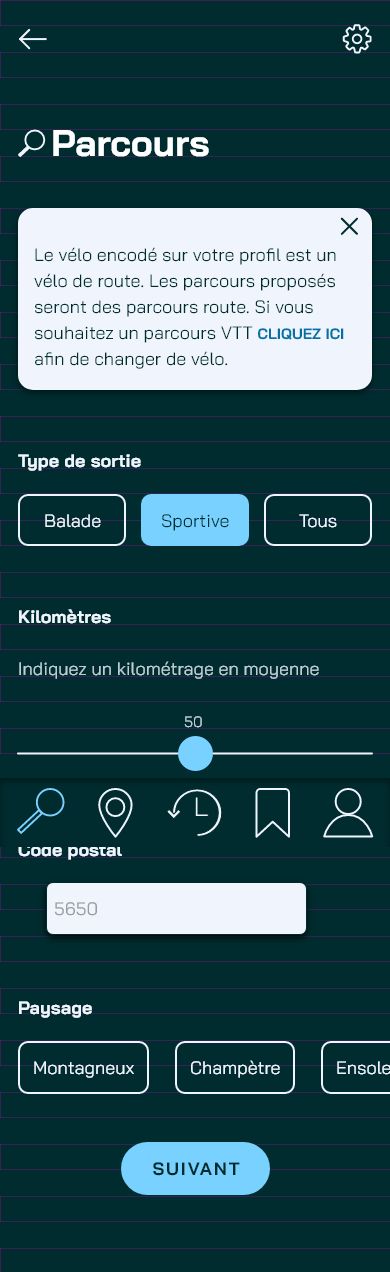 Parcours
Le vélo encodé sur votre profil est un
vélo de route. Les parcours proposés
seront des parcours route. Si vous
souhaitez un parcours VTT CLIQUEZ ICI
afin de changer de vélo.
Type de sortie
Balade
Sportive
Tous
Kilomètres
Indiquez un kilométrage en moyenne
50
Code postal
5650
Paysage
Montagneux
Champètre
Ensole
SUIVANT